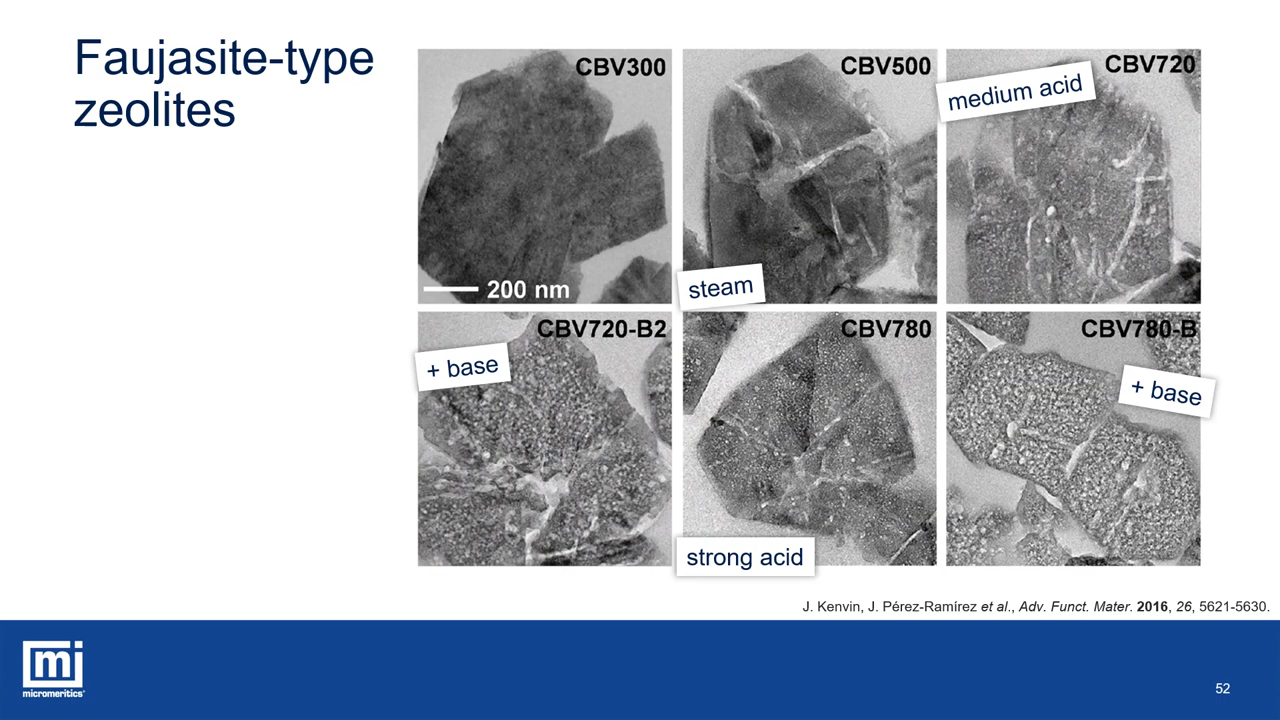 Faujasite-type
zeolites
CBV300
CBV500
CBV720
medium acid
200 nm
steam
CBV720-B2
CBV780
CBV780-B
+ base
+ base
strong acid
J. Kenvin, J. Pérez-Ramírez et al., Adv. Funct. Mater. 2016, 26, 5621-5630.
mi
micromeritics®
52